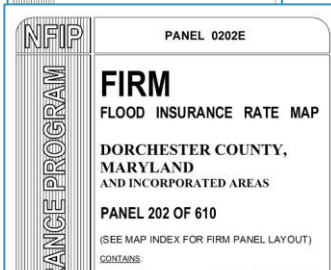 NFIP
PANEL 0202E
ANCE PROGRAM
FIRM
FLOOD INSURANCE RATE MAP
DORCHESTER COUNTY,
MARYLAND
AND INCORPORATED AREAS
PANEL 202 OF 610
(SEE MAP INDEX FOR FIRM PANEL LAYOUT)
CONTAINS: